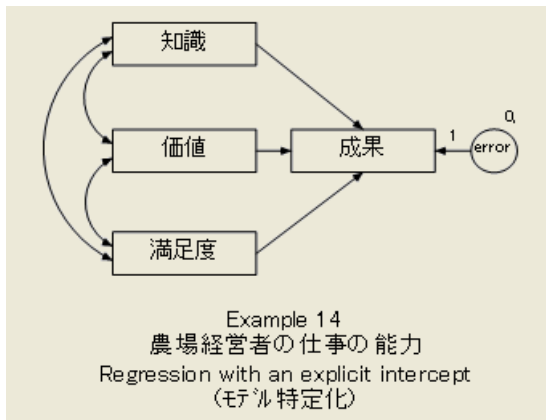 知識
価値
成果
1
0,
error
満足度
Example 14
農場経営者の仕事の能力
Regression with an explicit intercept
(モデル特定化)